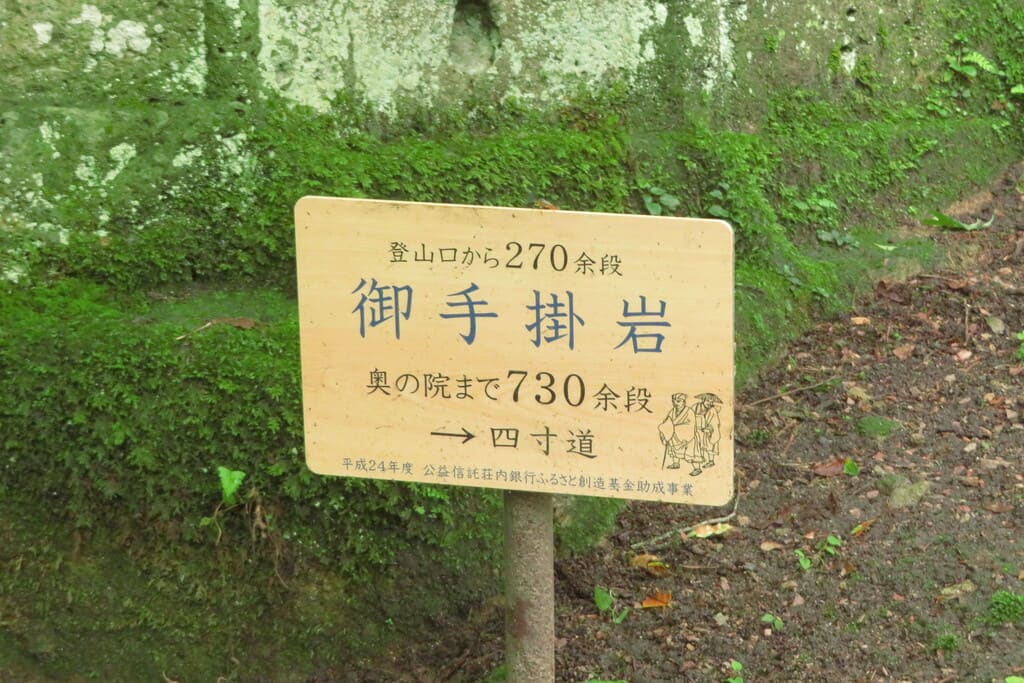 登山口から270余段
御手掛岩
奥の院まで730余段
→四寸道
平成24年度 公益信託荘内銀行ふるさと創造基金助成事業